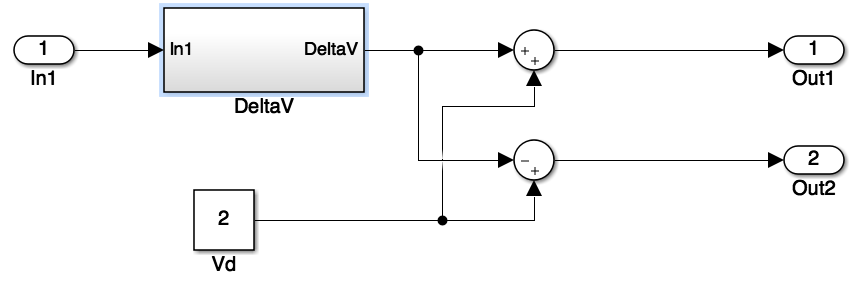 1
In1
In1 DeltaV
DeltaV
+
+
1
Out1
-
+
2
Out2
2
Vd